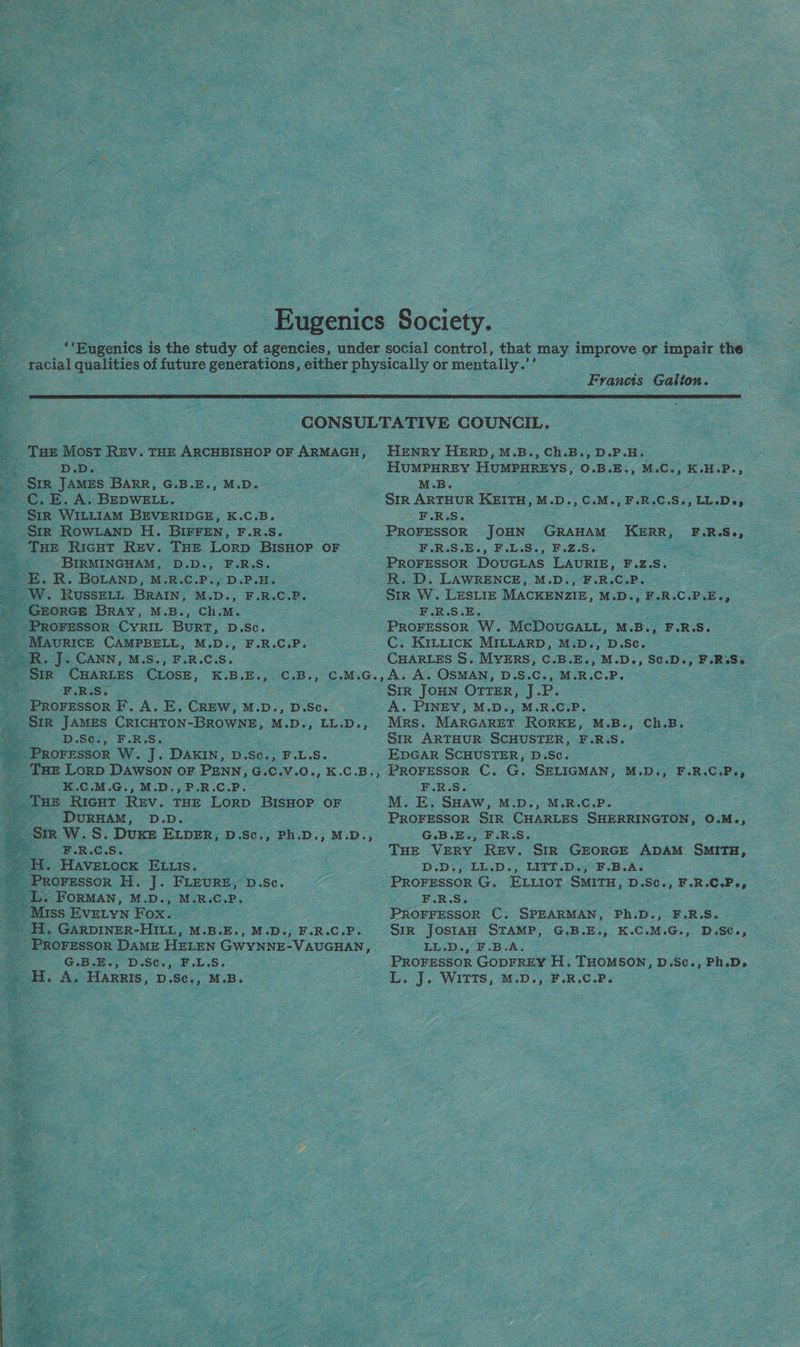 Eugenics Society.
‘‘Eugenics is the study of agencies, under social control, that may improve or impair the
racial qualities of future generations, either physically or mentally.’’
Francis Galton.
CONSULTATIVE COUNCIL.
THE MOST REV. THE ARCHBISHOP OF ARMAGH,
D.D.
SIR JAMES BARR, G.B.E., M.D.
C. E. A. BEDWELL.
SIR WILLIAM BEVERIDGE, K.C.B.
SIR ROWLAND H. BIFFEN, F.R.S.
THE RIGHT REV. THE LORD BISHOP OF
BIRMINGHAM, D.D., F.R.S.
E. R. BOLAND, M.R.C.P., D.P.H.
W. RUSSELL BRAIN, M.D., F.R.C.P.
GEORGE BRAY, M.B., Ch.M.
PROFESSOR CYRIL BURT, D.Sc.
MAURICE CAMPBELL, M.D., F.R.C.P.
R. J. CANN, M.S., F.R.C.S.
SIR CHARLES CLOSE, K.B.E., C.B., C.M.G.,
F.R.S.
PROFESSOR F. A. E. CREW, M.D., D.Sc.
SIR JAMES CRICHTON-BROWNE, M.D., LL.D.,
D.Sc., F.R.S.
PROFESSOR W. J. DAKIN, D.Sc., F.L.S.
THE LORD DAWSON OF PENN, G.C.V.O., K.C.B.,
K.C.M.G., M.D., P.R.C.P.
THE RIGHT REV. THE LORD BISHOP OF
DURHAM, D.D.
SIR W. S. DUKE ELDER, D.Sc., Ph.D., M.D.,
F.R.C.S.
H. HAVELOCK ELLIS.
PROFESSOR H. J. FLEURE, D.Sc.
L. FORMAN, M.D., M.R.C.P.
MISS EVELYN FOX.
H. GARDINER-HILL, M.B.E., M.D., F.R.C.P.
PROFESSOR DAME HELEN GWYNNE-VAUGHAN,
G.B.E., D.Sc., F.L.S.
H. A. HARRIS, D.Sc., M.B.
HENRY HERD, M.B., Ch.B., D.P.H.
HUMPHREY HUMPHREYS, O.B.E., M.C., K.H.P.,
M.B.
SIR ARTHUR KEITH, M.D., C.M., F.R.C.S., LL.D.,
F.R.S.
PROFESSOR JOHN GRAHAM KERR, F.R.S.,
F.R.S.E., F.L.S., F.Z.S.
PROFESSOR DOUGLAS LAURIE, F.Z.S.
R. D. LAWRENCE, M.D., F.R.C.P.
SIR W. LESLIE MACKENZIE, M.D., F.R.C.P.E.,
F.R.S.E.
PROFESSOR W. MCDOUGALL, M.B., F.R.S.
C. KILLICK MILLARD, M.D., D.Sc.
CHARLES S. MYERS, C.B.E., M.D., Sc.D., F.R.S.
A. A. OSMAN, D.S.C., M.R.C.P.
SIR JOHN OTTER, J.P.
A. PINEY, M.D., M.R.C.P.
MRS. MARGARET RORKE, M.B., Ch.B.
SIR ARTHUR SCHUSTER, F.R.S.
EDGAR SCHUSTER, D.Sc.
PROFESSOR C. G. SELIGMAN, M.D., F.R.C.P.,
F.R.S.
M. E. SHAW, M.D., M.R.C.P.
PROFESSOR SIR CHARLES SHERRINGTON, O.M.,
G.B.E., F.R.S.
THE VERY REV. SIR GEORGE ADAM SMITH,
D.D., LL.D., LITT.D., F.B.A.
PROFESSOR G. ELLIOT SMITH, D.Sc., F.R.C.P.,
F.R.S.
PROFFESSOR C. SPEARMAN, Ph.D., F.R.S.
SIR JOSIAH STAMP, G.B.E., K.C.M.G., D.Sc.,
LL.D., F.B.A.
PROFESSOR GODFREY H. THOMSON, D.Sc., Ph.D.
L. J. WITTS, M.D., F.R.C.P.